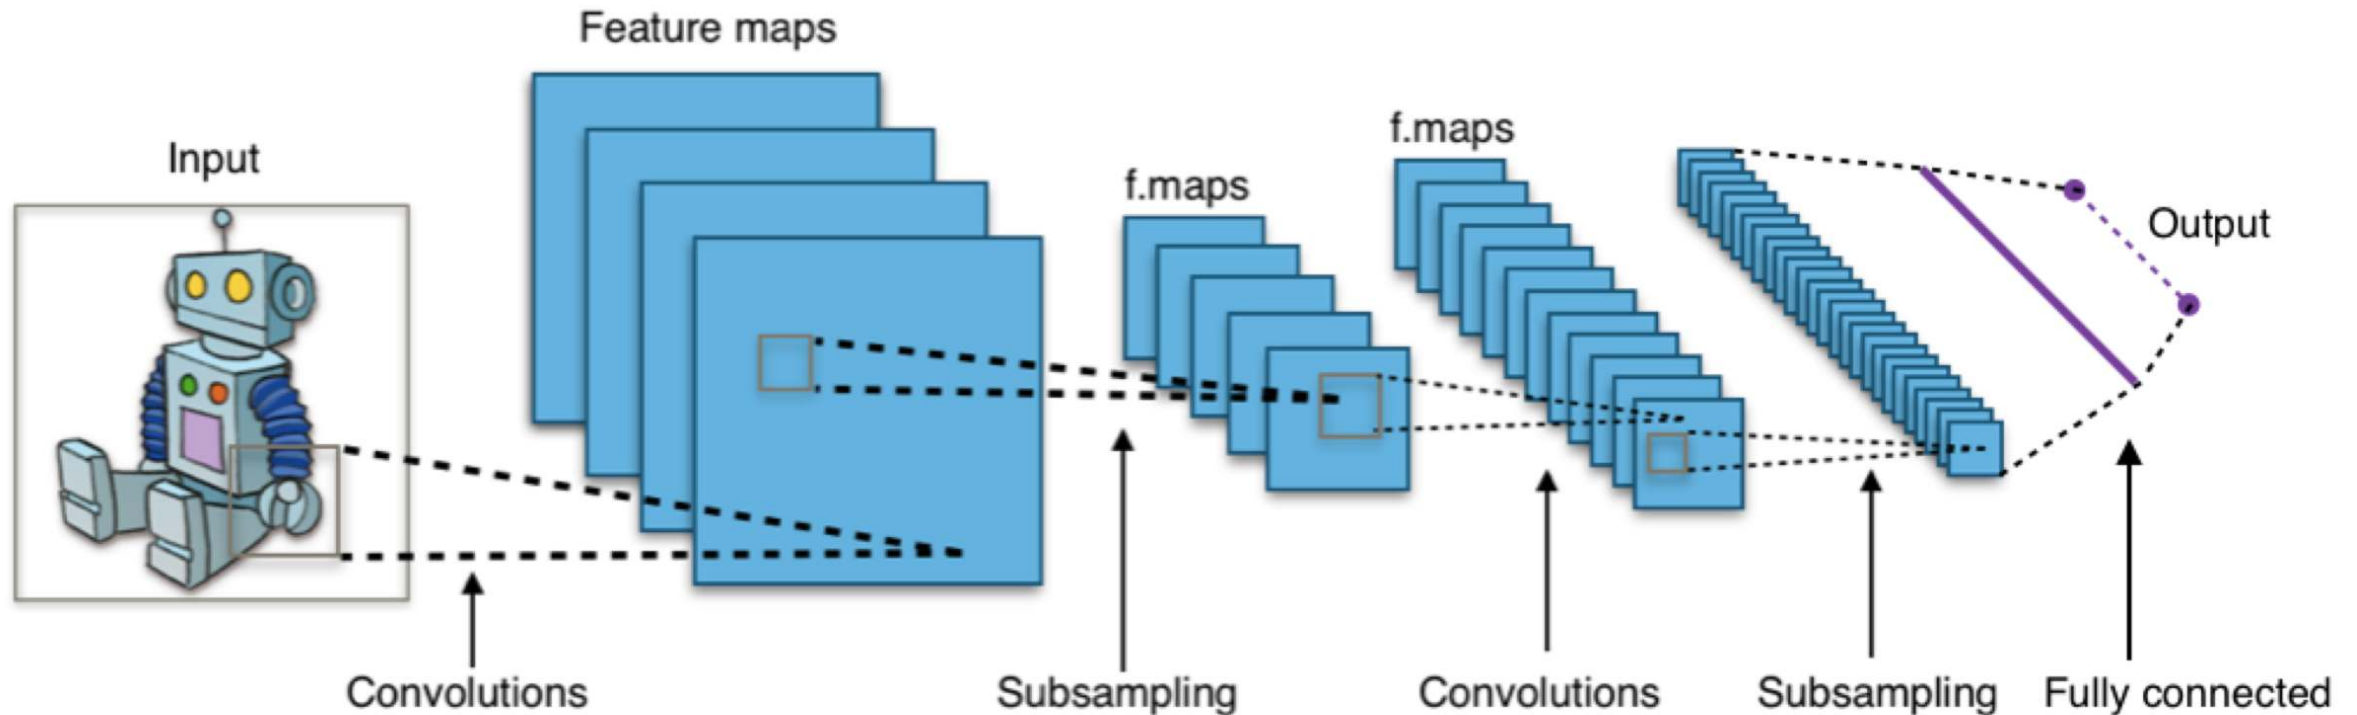 Feature maps
f.maps
Input
f.maps
Output
Convolutions
Subsampling
Convolutions
Subsampling
Fully connected